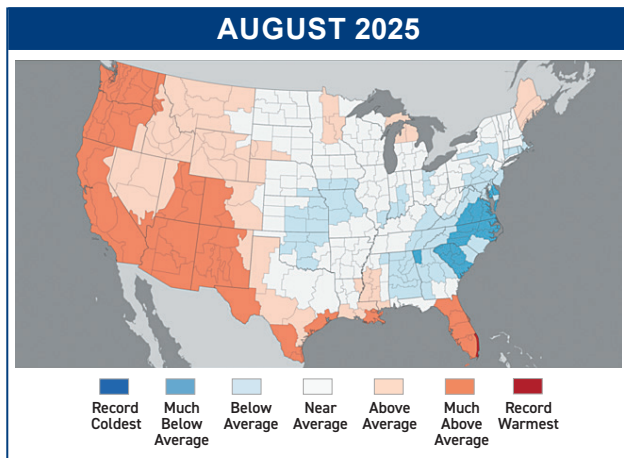 AUGUST 2025
Record Coldest
Much Below Average
Below Average
Near Average
Above Average
Much Above Average
Record Warmest